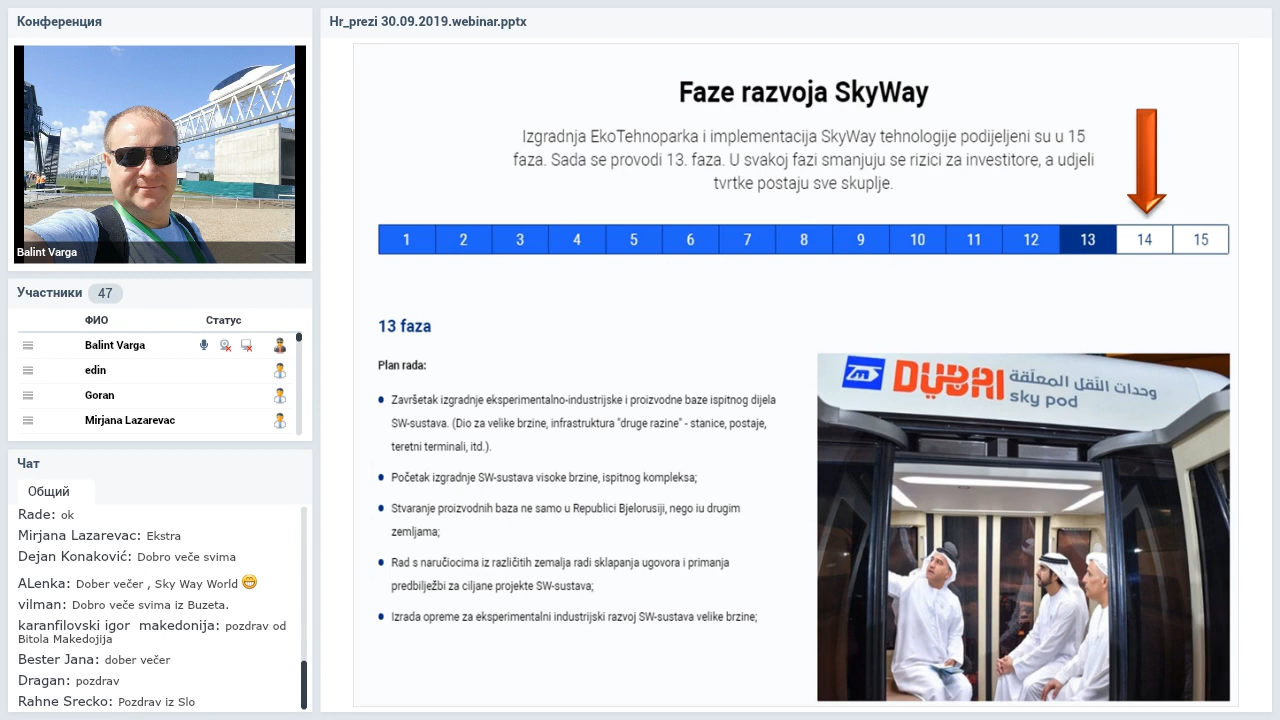 Конференция
Balint Varga
Участники 47
ФИО Статус
Balint Varga
edin
Goran
Mirjana Lazarevac
Чат
Общий
Rade: ok
Mirjana Lazarevac: Ekstra
Dejan Konaković: Dobro veče svima
ALenka: Dober večer , Sky Way World
vilman: Dobro veče svima iz Buzeta.
karanfilovski igor makedonija: pozdrav od
Bitola Makedojija
Bester Jana: dober večer
Dragan: pozdrav
Rahne Srecko: Pozdrav iz Slo
Hr_prezi 30.09.2019.webinar.pptx
Faze razvoja SkyWay
Izgradnja EkoTehnoparka i implementacija SkyWay tehnologije podijeljeni su u 15
faza. Sada se provodi 13. faza. U svakoj fazi smanjuju se rizici za investitore, a udjeli
tvrtke postaju sve skuplje.
1 2 3 4 5 6 7 8 9 10 11 12 13 14 15
13 faza
Plan rada:
Završetak izgradnje eksperimentalno-industrijske i proizvodne baze ispitnog dijela
SW-sustava. (Dio za velike brzine, infrastruktura "druge razine" - stanice, postaje,
teretni terminali, itd.).
Početak izgradnje SW-sustava visoke brzine, ispitnog kompleksa;
Stvaranje proizvodnih baza ne samo u Republici Bjelorusiji, nego iu drugim
zemljama;
Rad s naručiocima iz različitih zemalja radi sklapanja ugovora i primanja
predbilježbi za ciljane projekte SW-sustava;
Izrada opreme za eksperimentalni industrijski razvoj SW-sustava velike brzine;
DUBAI
وحدات النّقل المعلّقة
sky pod